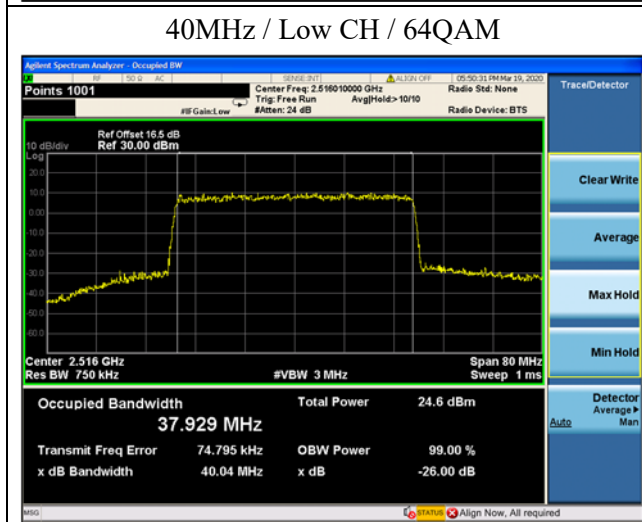 40MHz / Low CH / 64QAM
Agilent Spectrum Analyzer - Occupied BW
RF 50 Ω AC SENSE:INT ALIGN OFF 05:50:31 PM Mar 19, 2020
Points 1001 Center Freq: 2.516010000 GHz Radio Std: None Trace/Detector
Trig: Free Run Avg|Hold:> 10/10
#IFGain:Low #Atten: 24 dB Radio Device: BTS
Ref Offset 16.5 dB
10 dB/div Ref 30.00 dBm
Log
20.0
Clear Write
10.0
0.00
-10.0
Average
-20.0
-30.0
-40.0
Max Hold
-50.0
-60.0
Min Hold
Center 2.516 GHz Span 80 MHz
Res BW 750 kHz #VBW 3 MHz Sweep 1 ms
Occupied Bandwidth Total Power 24.6 dBm
37.929 MHz
Detector
Average▶
Auto Man
Transmit Freq Error 74.795 kHz OBW Power 99.00 %
x dB Bandwidth 40.04 MHz x dB -26.00 dB
MSG STATUS Align Now, All required